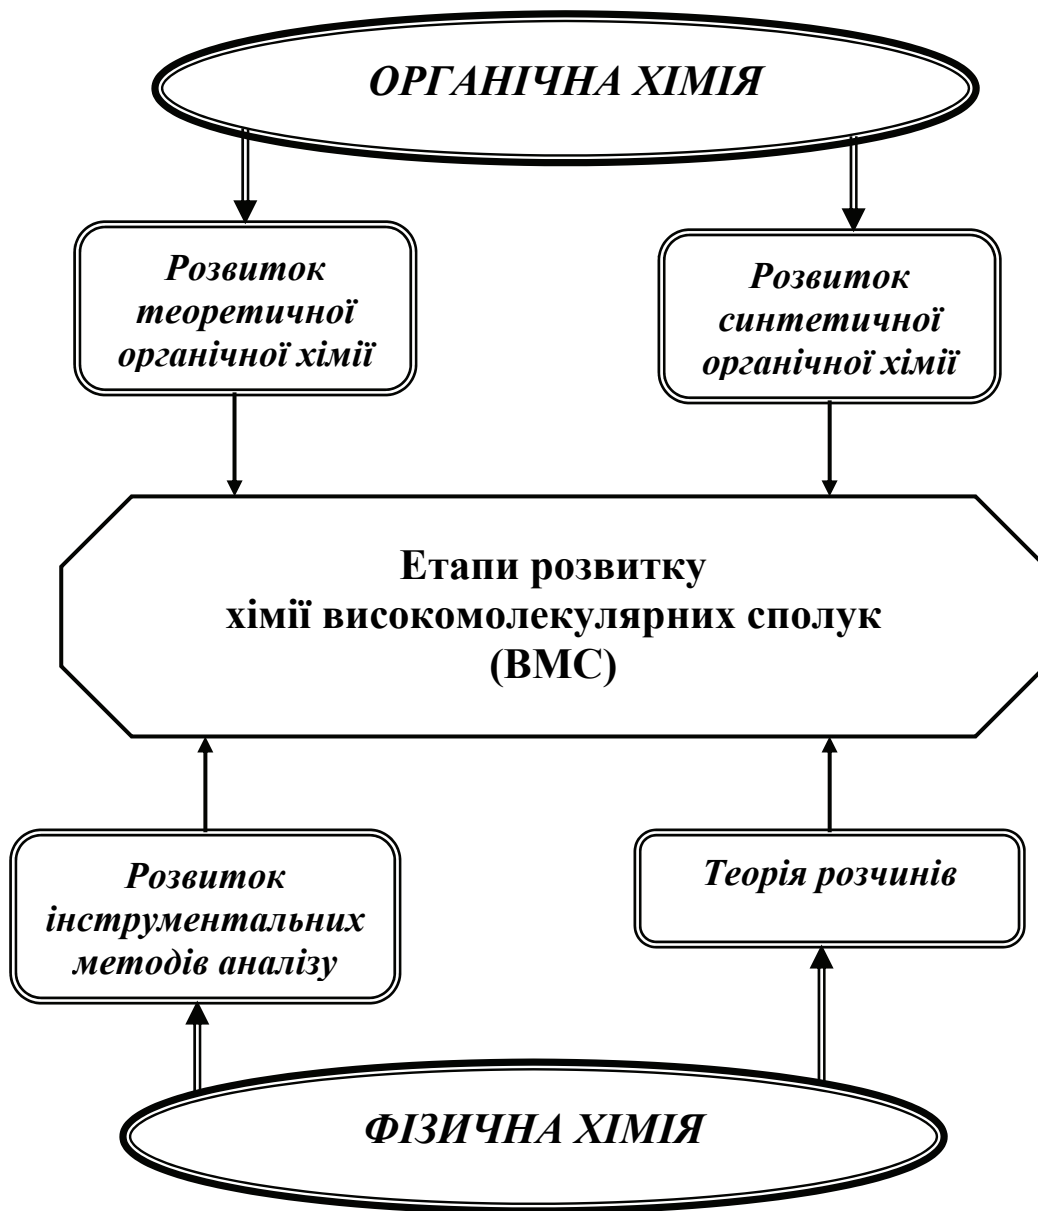 ОРГАНІЧНА ХІМІЯ
Розвиток
теоретичної
органічної хімії
Розвиток
синтетичної
органічної хімії
Етапи розвитку
хімії високомолекулярних сполук
(ВМС)
Розвиток
інструментальних
методів аналізу
Теорія розчинів
ФІЗИЧНА ХІМІЯ